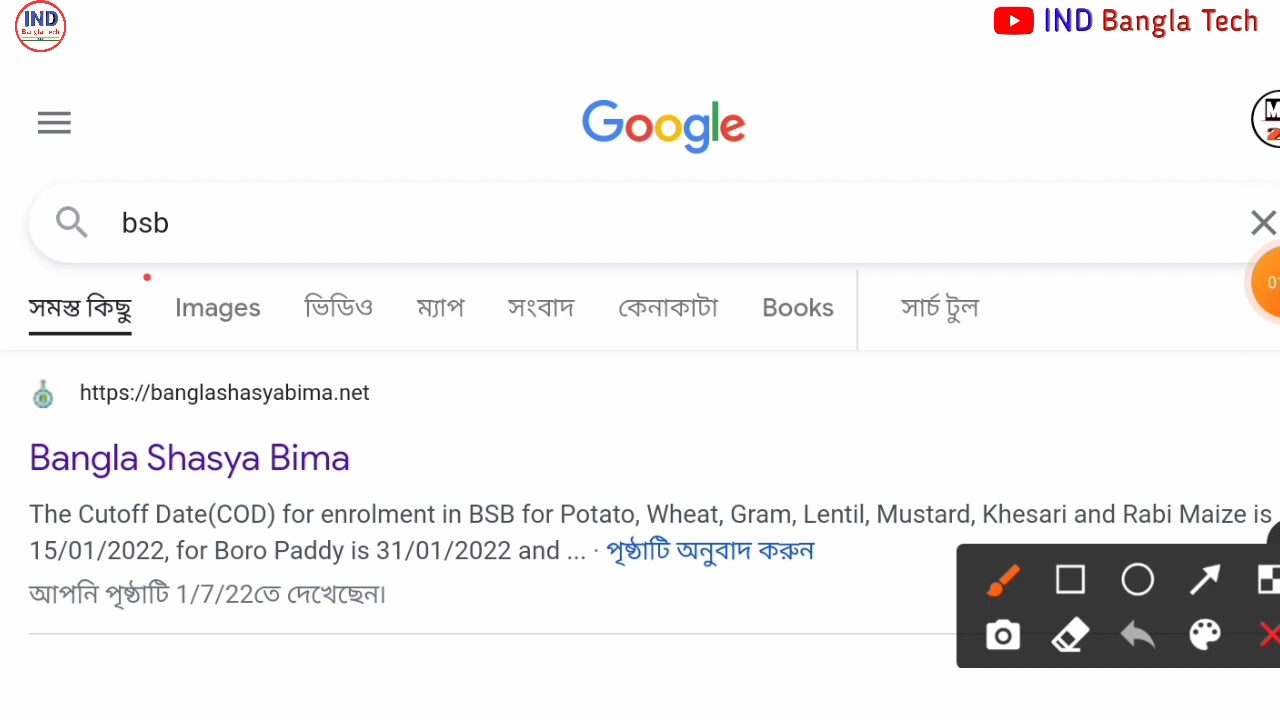 IND
Bangla Tech
IND Bangla Tech
Google
M
bsb
সমস্ত কিছু Images ভিডিও ম্যাপ সংবাদ কেনাকাটা Books সার্চ টুল
https://banglashasyabima.net
Bangla Shasya Bima
The Cutoff Date(COD) for enrolment in BSB for Potato, Wheat, Gram, Lentil, Mustard, Khesari and Rabi Maize is
15/01/2022, for Boro Paddy is 31/01/2022 and ... · পৃষ্ঠাটি অনুবাদ করুন
আপনি পৃষ্ঠাটি 1/7/22তে দেখেছেন।